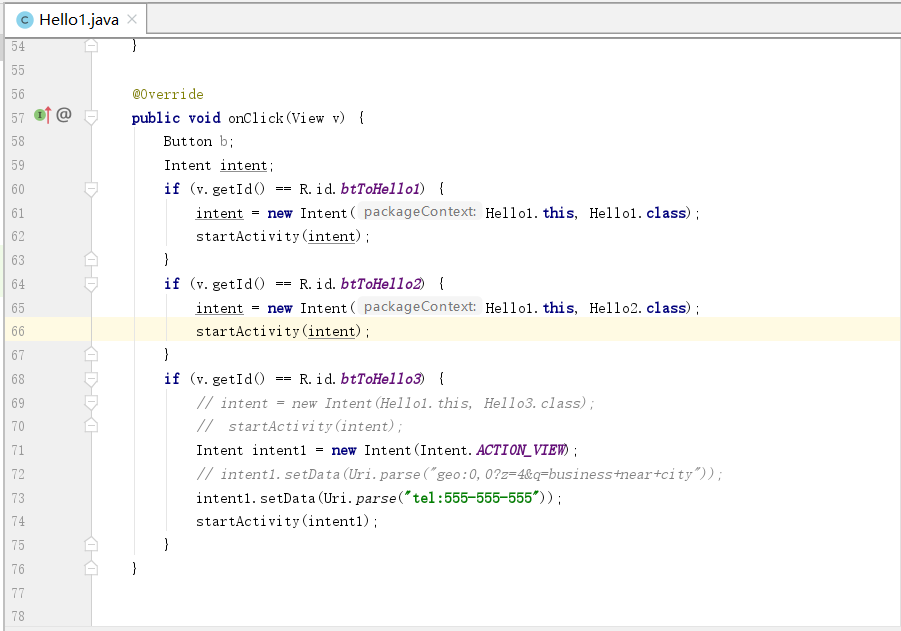 Hello1.java
54 }
55
56 @Override
57 @ public void onClick(View v) {
58 Button b;
59 Intent intent;
60 if (v.getId() == R.id.btToHello1) {
61 intent = new Intent( packageContext: Hello1.this, Hello1.class);
62 startActivity(intent);
63 }
64 if (v.getId() == R.id.btToHello2) {
65 intent = new Intent( packageContext: Hello1.this, Hello2.class);
66 startActivity(intent);
67 }
68 if (v.getId() == R.id.btToHello3) {
69 // intent = new Intent(Hello1.this, Hello3.class);
70 //  startActivity(intent);
71 Intent intent1 = new Intent(Intent.ACTION_VIEW);
72 // intent1.setData(Uri.parse("geo:0,0?z=4&q=business+near+city"));
73 intent1.setData(Uri.parse("tel:555-555-555"));
74 startActivity(intent1);
75 }
76 }
77
78